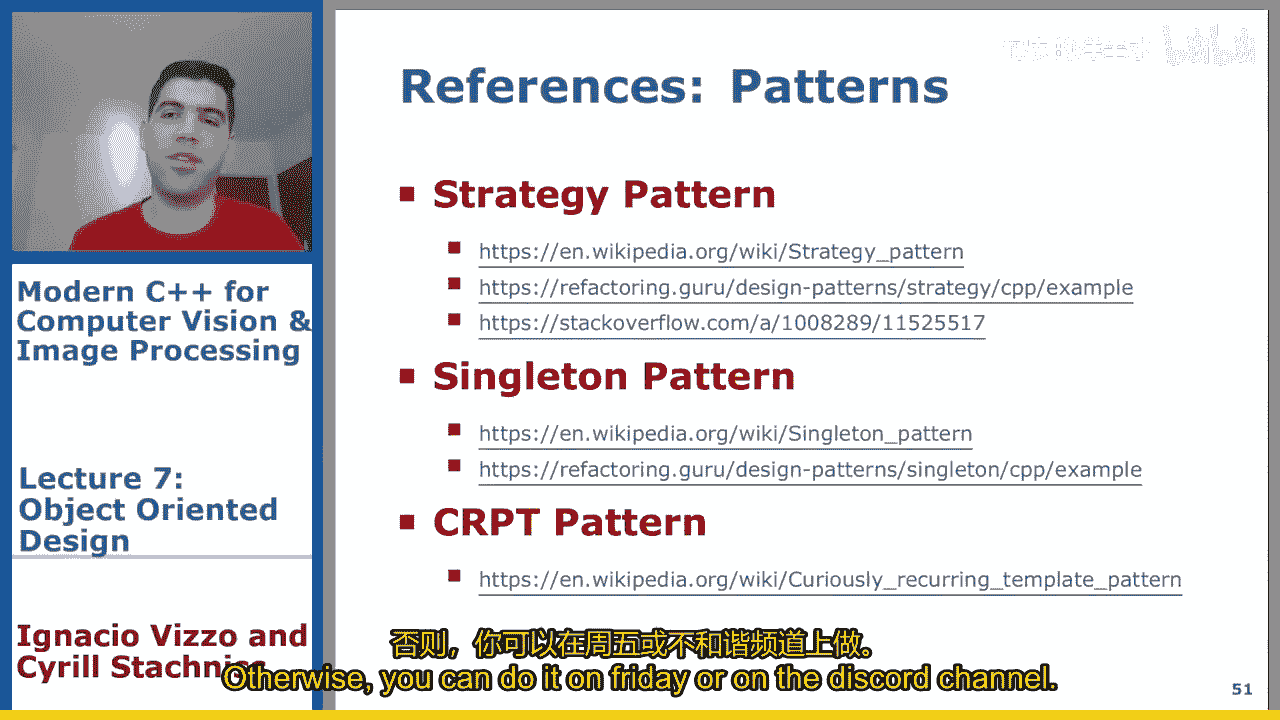 References: Patterns
Strategy Pattern
https://en.wikipedia.org/wiki/Strategy_pattern
https://refactoring.guru/design-patterns/strategy/cpp/example
https://stackoverflow.com/a/1008289/11525517
Singleton Pattern
https://en.wikipedia.org/wiki/Singleton_pattern
https://refactoring.guru/design-patterns/singleton/cpp/example
CRPT Pattern
https://en.wikipedia.org/wiki/Curiously_recurring_template_pattern
Modern C++ for
Computer Vision &
Image Processing
Lecture 7:
Object Oriented
Design
Ignacio Vizzo and
Cyrill Stachniss
否则，你可以在周五或不和谐频道上做。
Otherwise, you can do it on friday or on the discord channel.
51